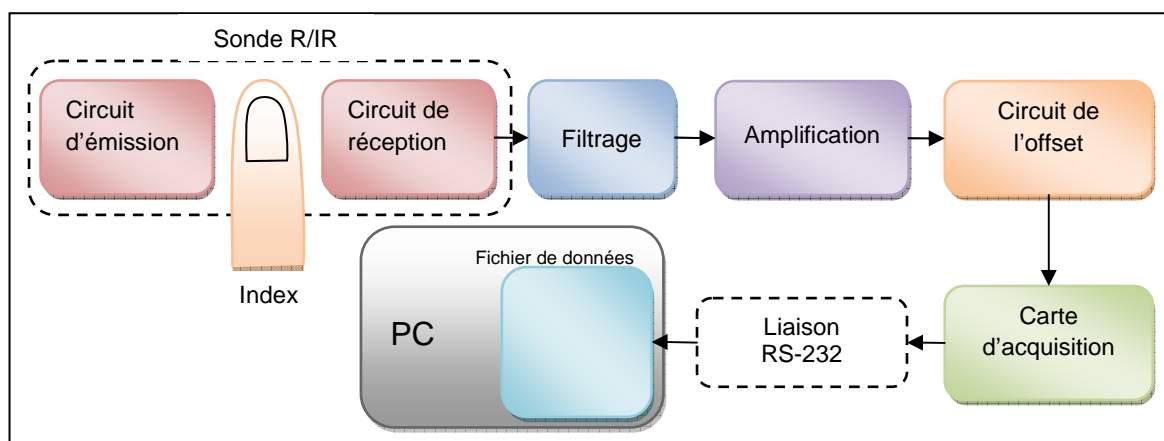 Sonde R/IR
Circuit
d’émission
Circuit de
réception
Filtrage
Amplification
Circuit de
l’offset
Index
Fichier de données
PC
Liaison
RS-232
Carte
d’acquisition